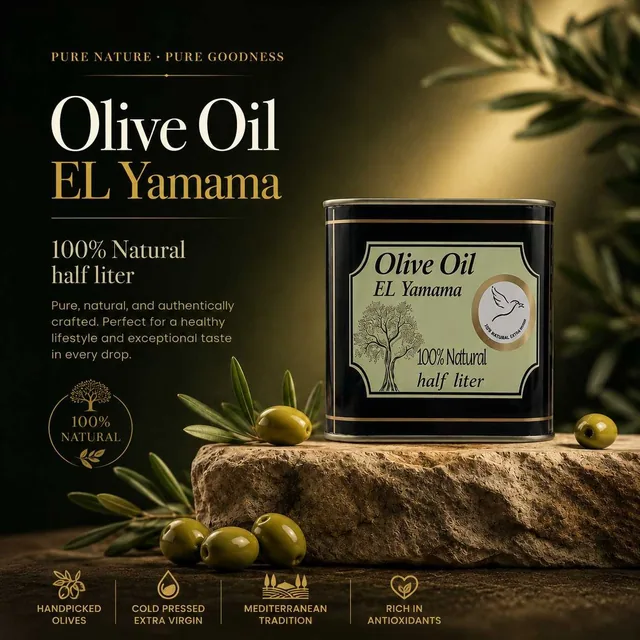 PURE NATURE · PURE GOODNESS
Olive Oil
EL Yamama
100% Natural
half liter
Pure, natural, and authentically
crafted. Perfect for a healthy
lifestyle and exceptional taste
in every drop.
100%
NATURAL
Olive Oil
EL Yamama
100% Natural
half liter
HANDPICKED
OLIVES
COLD PRESSED
EXTRA VIRGIN
MEDITERRANEAN
TRADITION
RICH IN
ANTIOXIDANTS